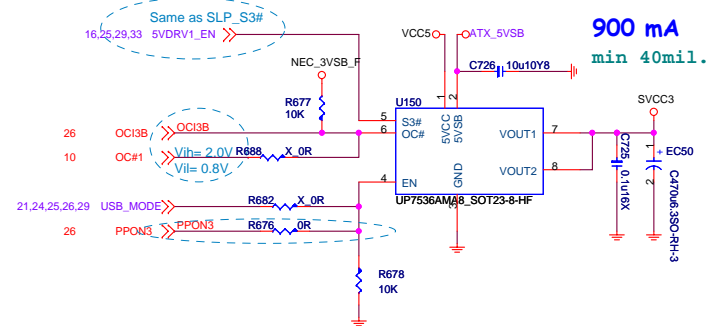 Same as SLP_S3#
16,25,29,33 5VDRV1_EN
VCC5
ATX_5VSB
900 mA
min 40mil.
NEC_3VSB_F
C726 10u10Y8
R677
10K
U150
SVCC3
1
2
5VCC
5VSB
26 OCI3B
OCI3B
5
S3#
6
OC#
VOUT1
7
C725
0.1u16X
1
+ EC50
2
C470u6.3SO-RH-3
10 OC#1
Vih= 2.0V
Vil= 0.8V
R688 X_0R
4
EN
GND
VOUT2
8
UP7536AMA8_SOT23-8-HF
3
21,24,25,26,29 USB_MODE
R682 X_0R
26 PPON3
PPON3
R676 0R
R678
10K